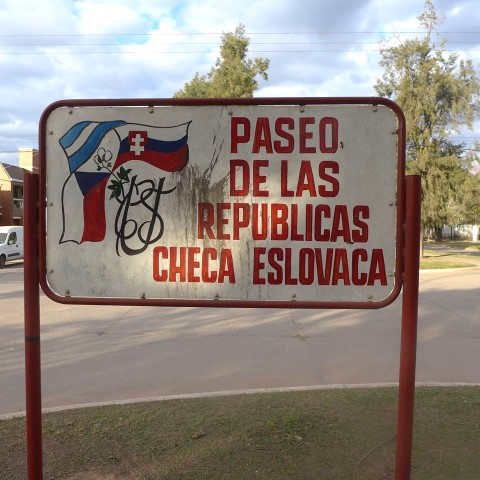 PASEO
DE LAS
REPUBLICAS
CHECA ESLOVACA